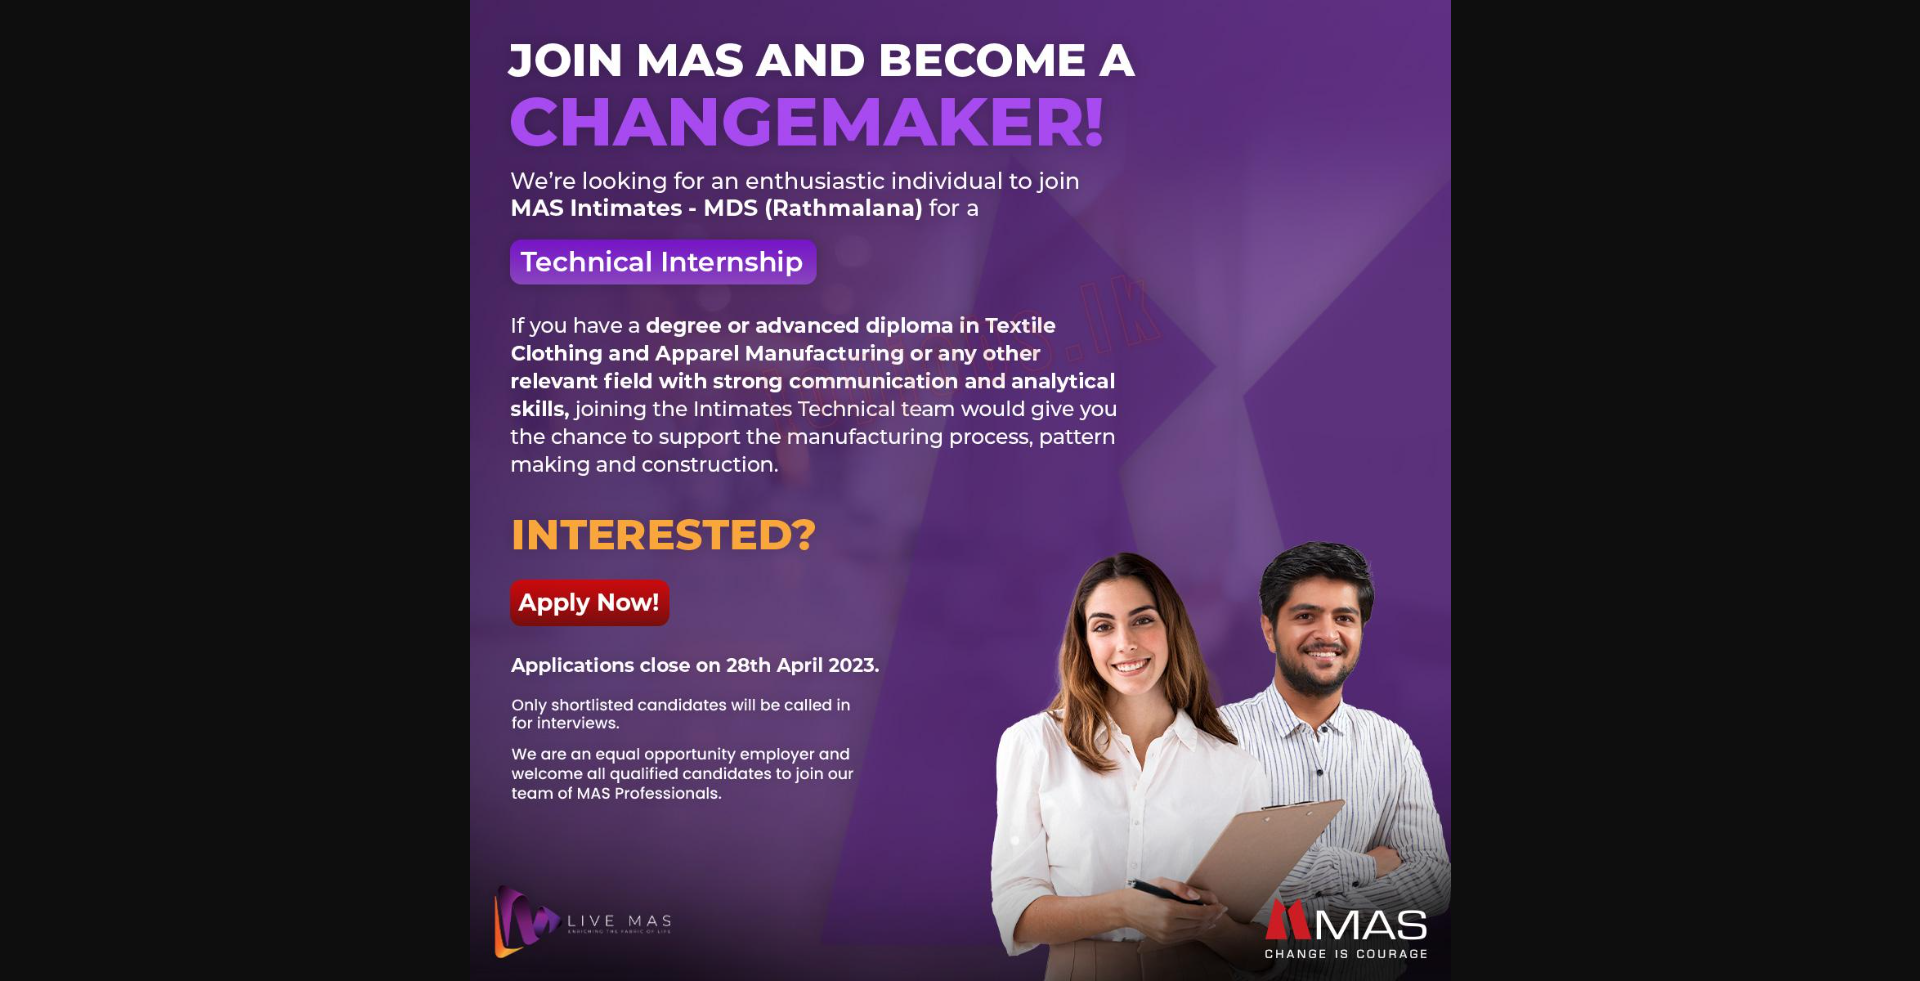 JOIN MAS AND BECOME A
CHANGEMAKER!
We’re looking for an enthusiastic individual to join
MAS Intimates - MDS (Rathmalana) for a
Technical Internship
If you have a degree or advanced diploma in Textile
Clothing and Apparel Manufacturing or any other
relevant field with strong communication and analytical
skills, joining the Intimates Technical team would give you
the chance to support the manufacturing process, pattern
making and construction.
INTERESTED?
Apply Now!
Applications close on 28th April 2023.
Only shortlisted candidates will be called in
for interviews.
We are an equal opportunity employer and
welcome all qualified candidates to join our
team of MAS Professionals.
LIVE MAS
ENRICHING THE FABRIC OF LIFE
MAS
CHANGE IS COURAGE